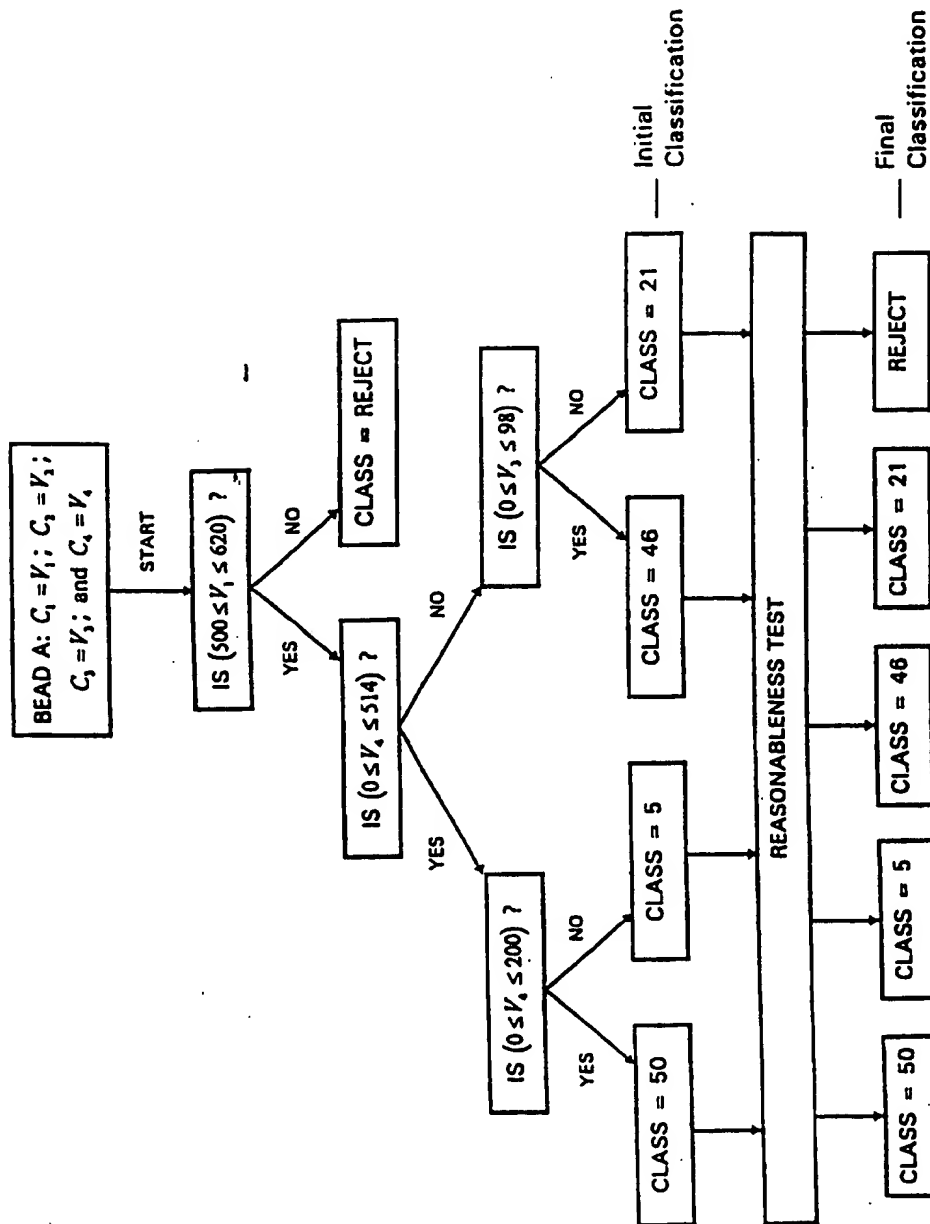 BEAD A: C₁ = V₁; C₂ = V₂;
C₃ = V₃; and C₄ = V₄
START
IS (500 ≤ V₁ ≤ 620) ?
YES
NO
CLASS = REJECT
IS (0 ≤ V₄ ≤ 514) ?
YES
NO
IS (0 ≤ V₄ ≤ 200) ?
IS (0 ≤ V₃ ≤ 98) ?
YES
NO
YES
NO
CLASS = 50
CLASS = 5
CLASS = 46
CLASS = 21
Initial
Classification
REASONABLENESS TEST
CLASS = 50
CLASS = 5
CLASS = 46
CLASS = 21
REJECT
Final
Classification